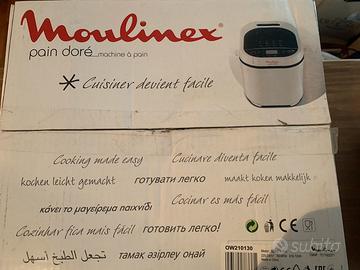 Moulinex
pain doré...machine à pain
* Cuisiner devient facile
Cooking made easy
Cucinare diventa facile
kochen leicht gemacht
готувати легко
maakt koken makkelijk
κάνει το μαγείρεμα παιχνίδι
Cocinar es más fácil
Cozinhar fica mais fácil
готовить легко!
تجعل الطبخ أسهل
тамақ әзірлеу оңай
OW210130
subito